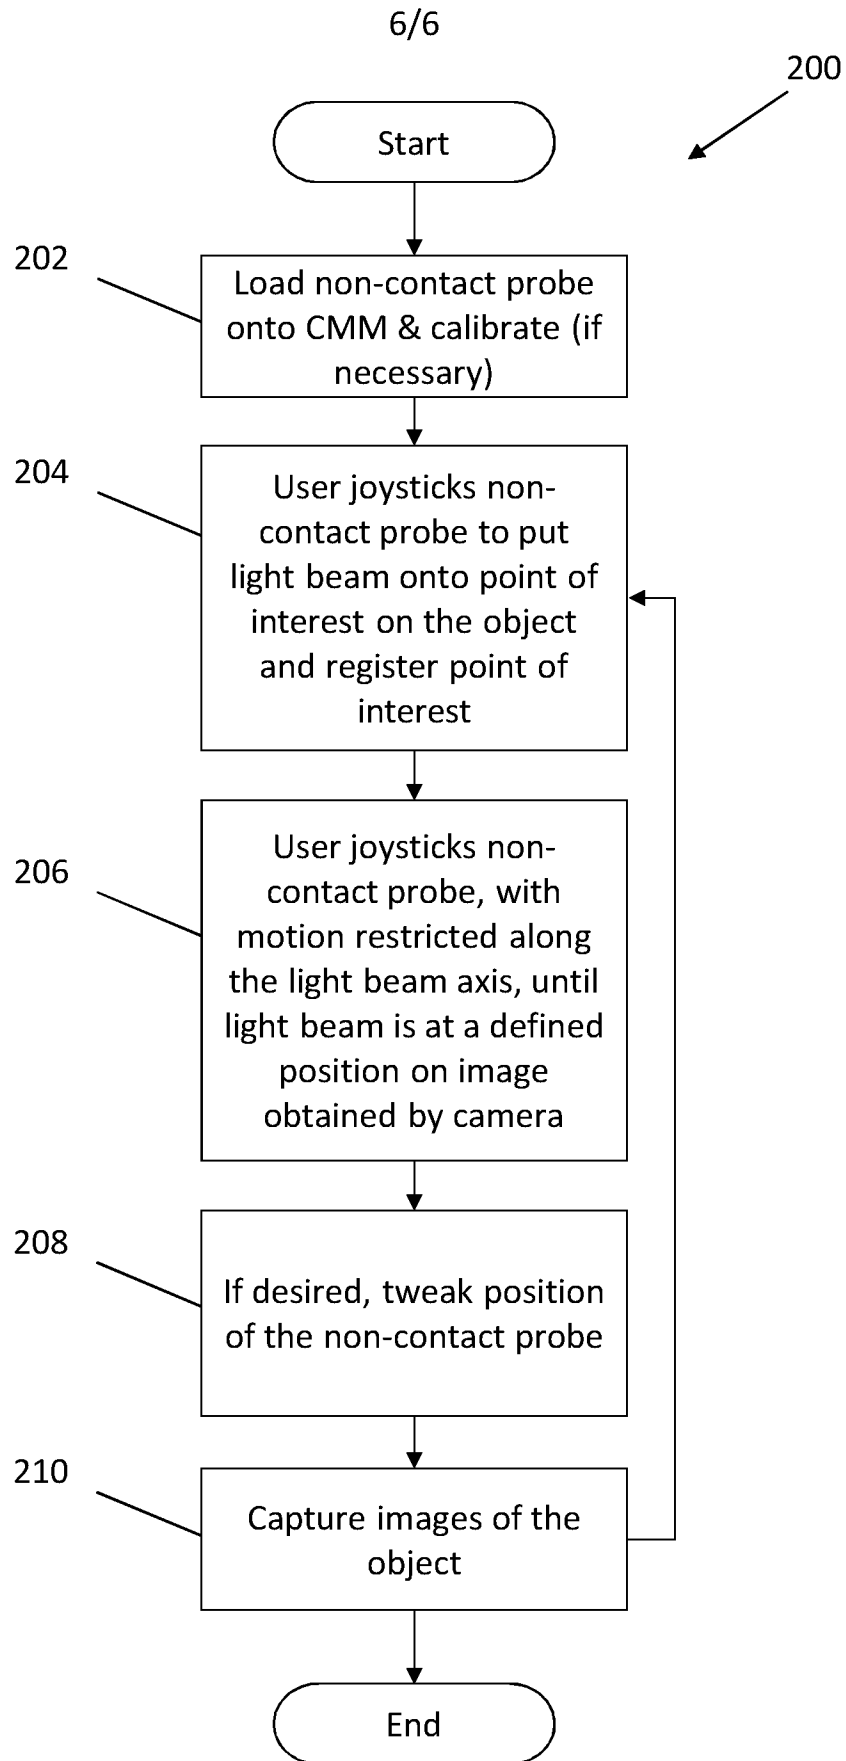 6/6
200
Start
202
Load non-contact probe
onto CMM & calibrate (if
necessary)
204
User joysticks non-
contact probe to put
light beam onto point of
interest on the object
and register point of
interest
206
User joysticks non-
contact probe, with
motion restricted along
the light beam axis, until
light beam is at a defined
position on image
obtained by camera
208
If desired, tweak position
of the non-contact probe
210
Capture images of the
object
End